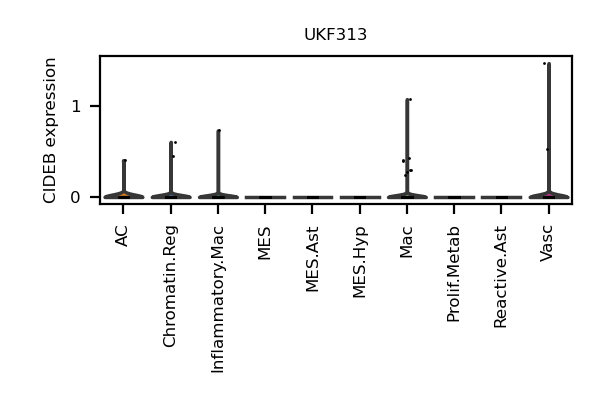 UKF313
CIDEB expression
1
0
AC
Chromatin.Reg
Inflammatory.Mac
MES
MES.Ast
MES.Hyp
Mac
Prolif.Metab
Reactive.Ast
Vasc